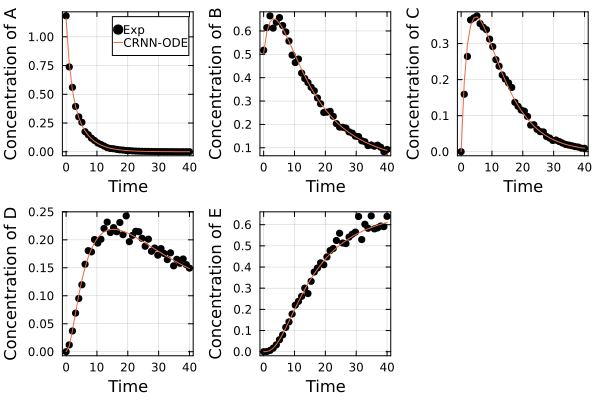 Concentration of A
1.00
0.75
0.50
0.25
0.00
0 10 20 30 40
Time
Exp
CRNN-ODE
Concentration of B
0.6
0.5
0.4
0.3
0.2
0.1
0 10 20 30 40
Time
Concentration of C
0.3
0.2
0.1
0.0
0 10 20 30 40
Time
Concentration of D
0.25
0.20
0.15
0.10
0.05
0.00
0 10 20 30 40
Time
Concentration of E
0.6
0.5
0.4
0.3
0.2
0.1
0.0
0 10 20 30 40
Time